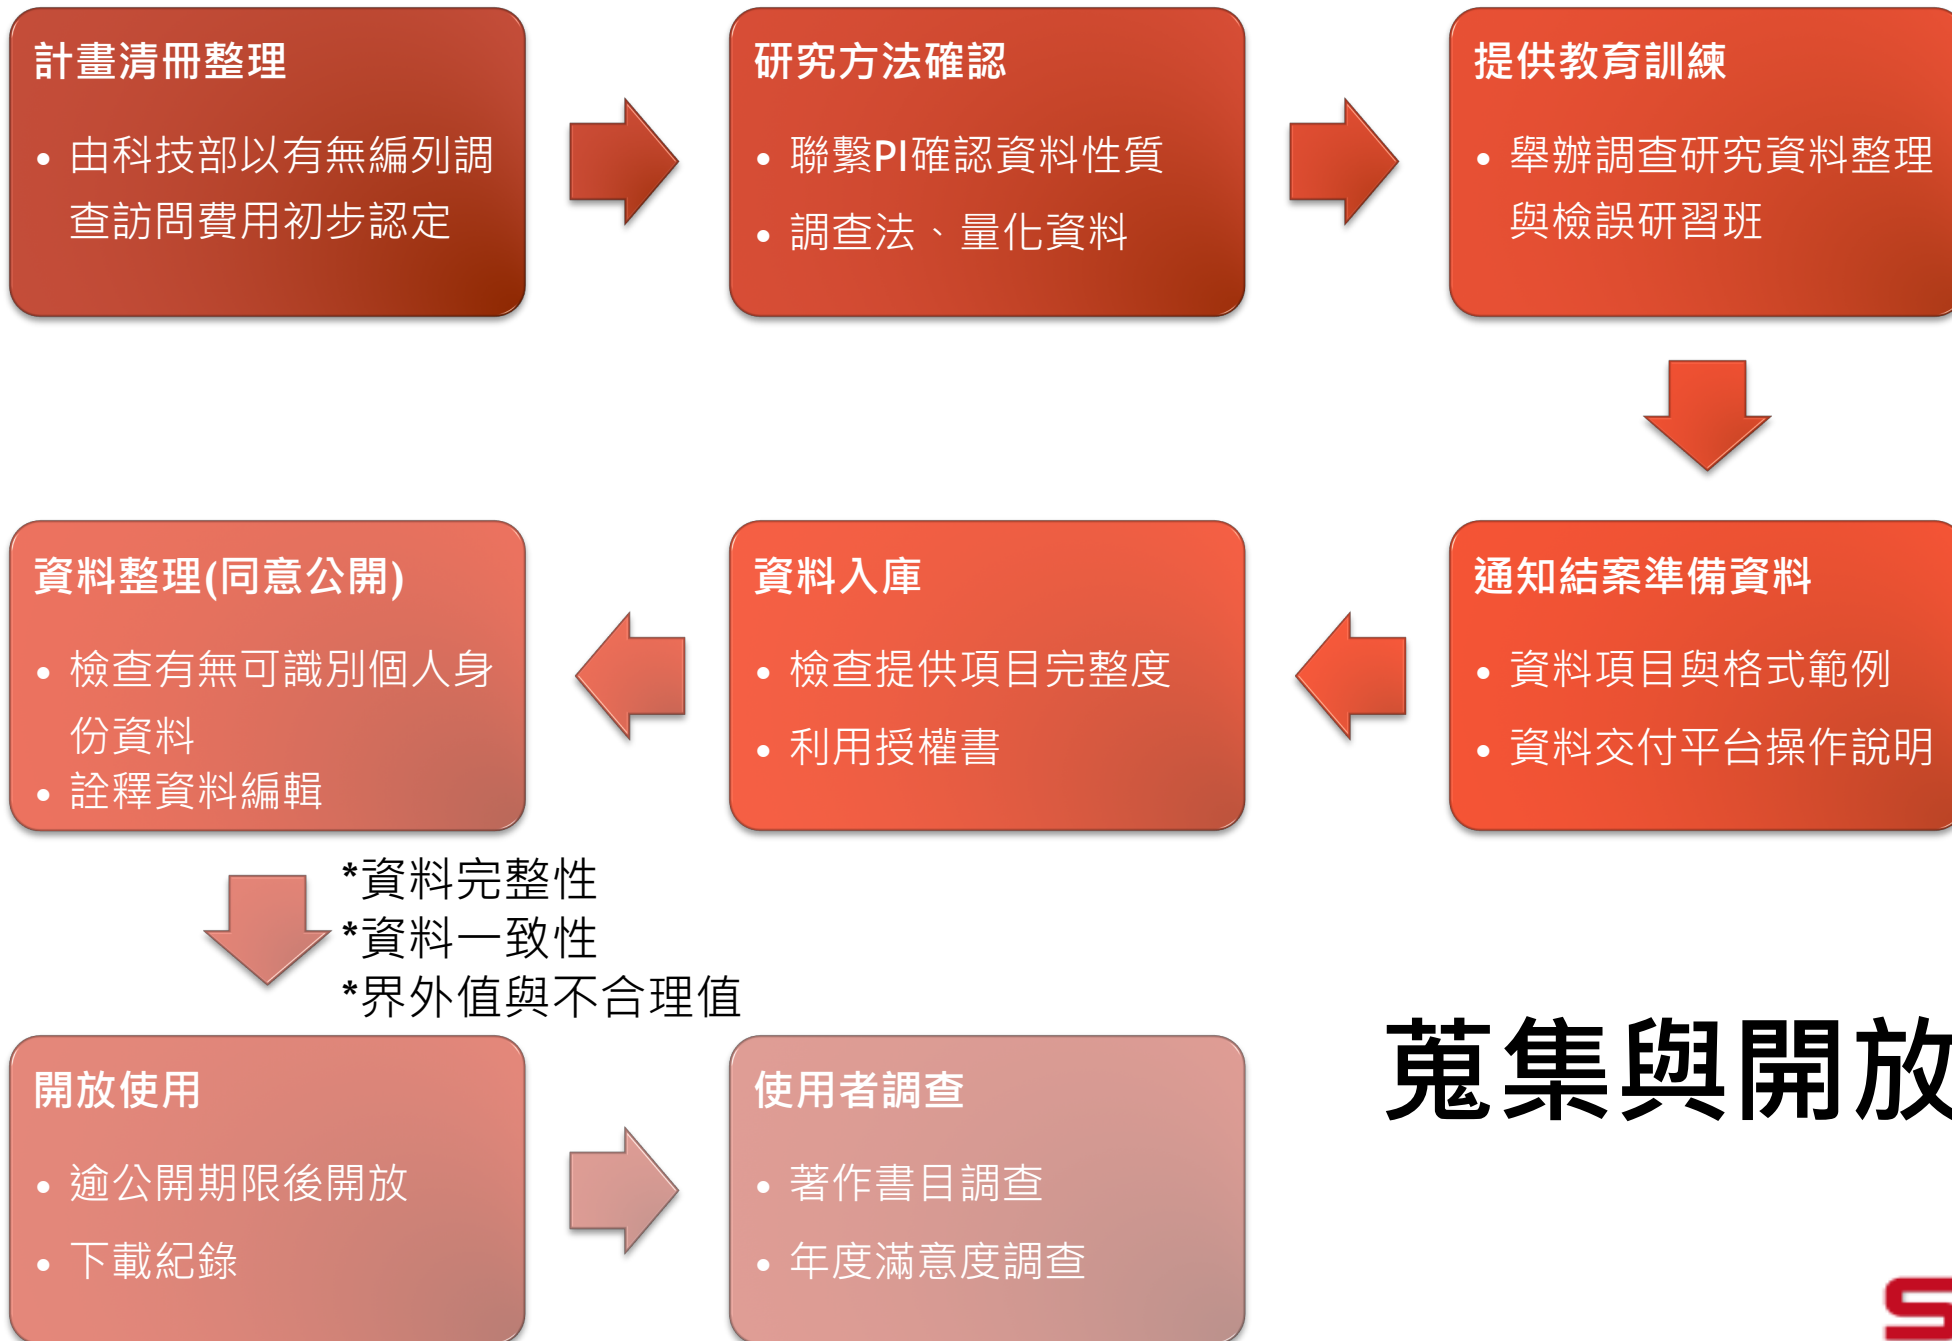 計畫清冊整理
• 由科技部以有無編列調
查訪問費用初步認定
研究方法確認
• 聯繫PI確認資料性質
• 調查法、量化資料
提供教育訓練
• 舉辦調查研究資料整理
與檢誤研習班
通知結案準備資料
• 資料項目與格式範例
• 資料交付平台操作說明
資料入庫
• 檢查提供項目完整度
• 利用授權書
資料整理(同意公開)
• 檢查有無可識別個人身
份資料
• 詮釋資料編輯
*資料完整性
*資料一致性
*界外值與不合理值
開放使用
• 逾公開期限後開放
• 下載紀錄
使用者調查
• 著作書目調查
• 年度滿意度調查
蒐集與開放
S